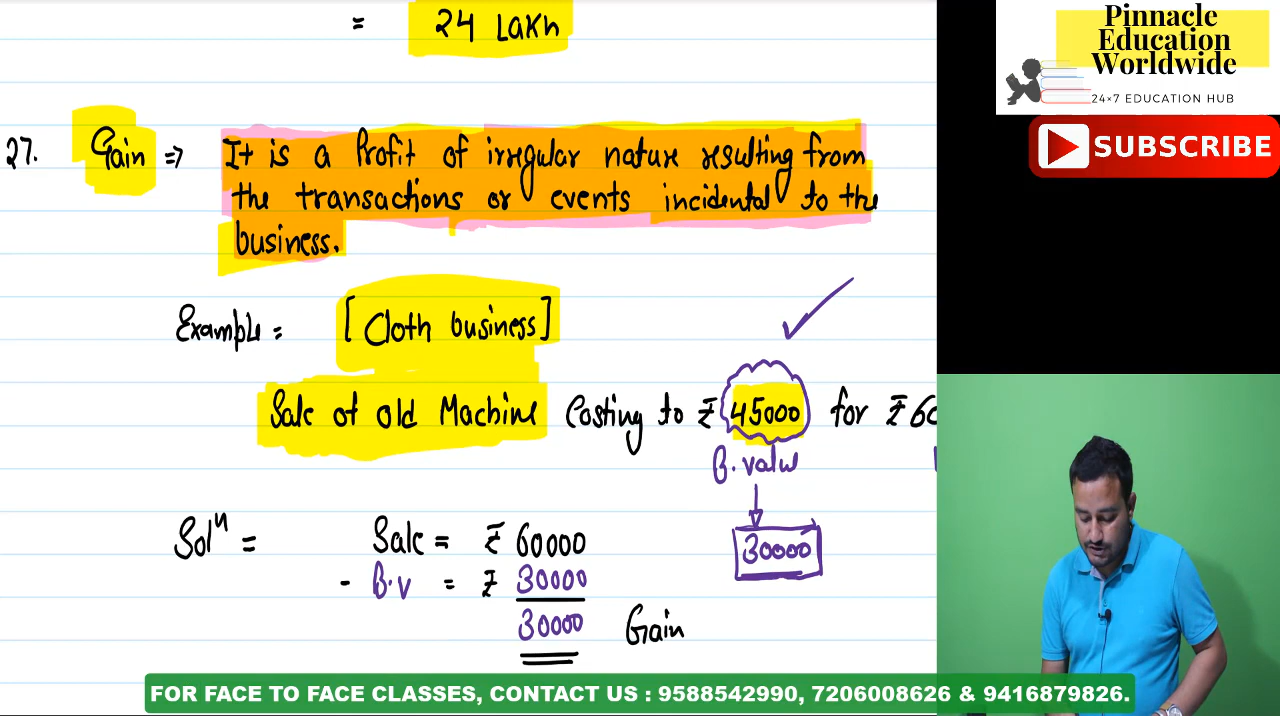 = 24 Lakh
Pinnacle
Education
Worldwide
24×7 EDUCATION HUB
SUBSCRIBE
27. Gain => It is a Profit of irregular nature resulting from
the transactions or events incidental to the
business.
Example = [Cloth business]
Sale of old Machine Costing to ₹ 45000 for ₹ 60
B. value
30000
Solⁿ = Sale = ₹ 60000
- B.V = ₹ 30000
30000 Gain
FOR FACE TO FACE CLASSES, CONTACT US : 9588542990, 7206008626 & 9416879826.